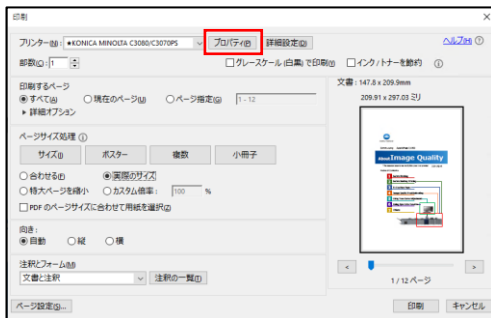 印刷
プリンター(N): ★KONICA MINOLTA C3080/C3070PS プロパティ(P) 詳細設定(D) ヘルプ(H)
部数(C): 1 グレースケール (白黒) で印刷(Y) インク/トナーを節約
印刷するページ
すべて(A) 現在のページ(U) ページ指定(G) 1 - 12
詳細オプション
ページサイズ処理
サイズ(I) ポスター 複数 小冊子
合わせる(F) 実際のサイズ
特大ページを縮小 カスタム倍率: 100 %
PDF のページサイズに合わせて用紙を選択(Z)
向き:
自動 縦 横
注釈とフォーム(M)
文書と注釈 注釈の一覧(T)
文書: 147.8 x 209.9mm
209.91 x 297.03 ミリ
About Image Quality
< >
1 / 12 ページ
ページ設定(S)... 印刷 キャンセル